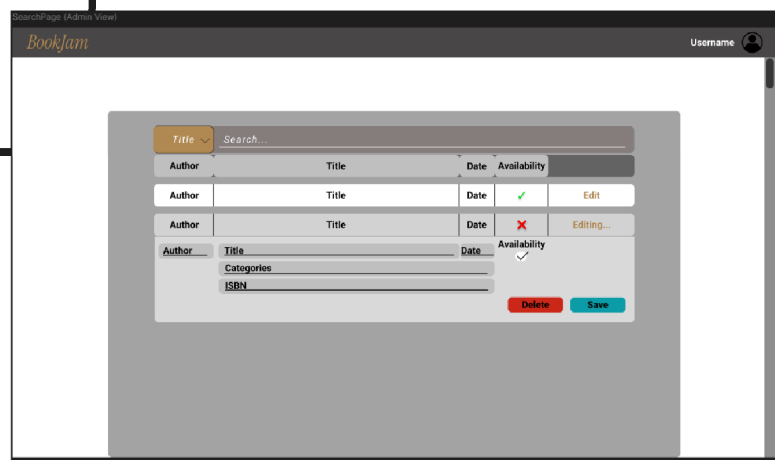 SearchPage (Admin View)
BookJam Username
Title Search...
Author Title Date Availability
Author Title Date Edit
Author Title Date Editing...
Author Title Date Availability
Categories
ISBN
Delete Save